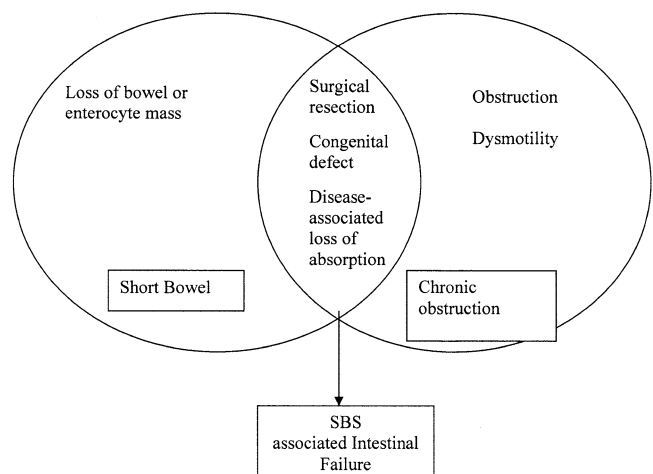 Loss of bowel or
enterocyte mass
Surgical
resection
Congenital
defect
Disease-
associated
loss of
absorption
Obstruction
Dysmotility
Short Bowel
Chronic
obstruction
SBS
associated Intestinal
Failure